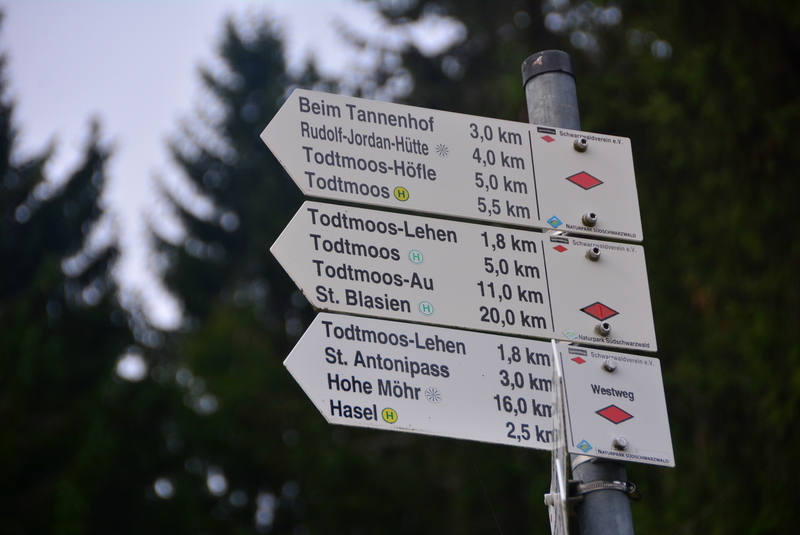 Beim Tannenhof 3,0 km
Rudolf-Jordan-Hütte 4,0 km
Todtmoos-Höfle 5,0 km
Todtmoos H 5,5 km
Schwarzwaldverein e.V.
NATURPARK SÜDSCHWARZWALD
Todtmoos-Lehen 1,8 km
Todtmoos H 5,0 km
Todtmoos-Au 11,0 km
St. Blasien H 20,0 km
Schwarzwaldverein e.V.
Naturpark Südschwarzwald
Todtmoos-Lehen 1,8 km
St. Antonipass 3,0 km
Hohe Möhr 16,0 km
Hasel H 2,5 km
Schwarzwaldverein e.V.
Westweg
NATURPARK SÜDSCHWARZWALD